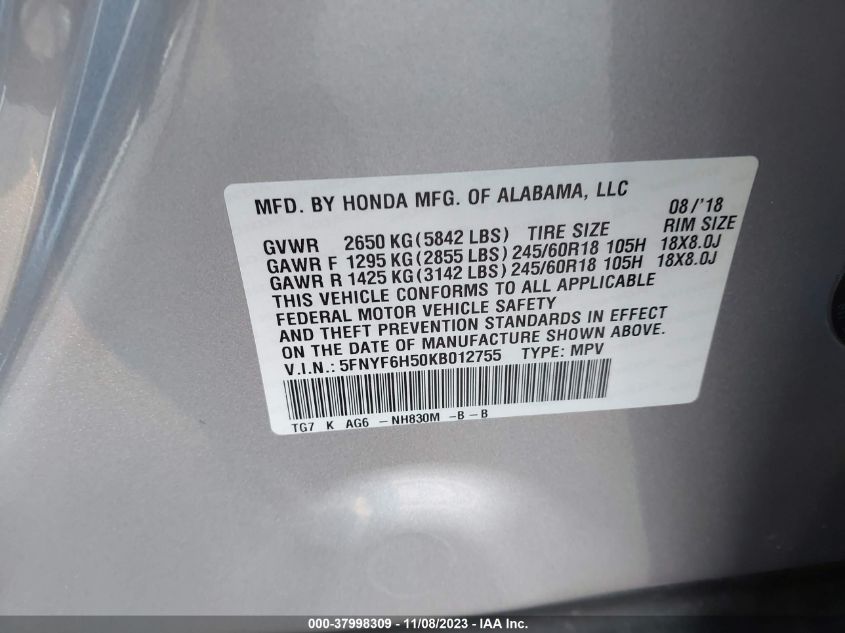 MFD. BY HONDA MFG. OF ALABAMA, LLC 08/'18
GVWR 2650 KG (5842 LBS) TIRE SIZE RIM SIZE
GAWR F 1295 KG (2855 LBS) 245/60R18 105H 18X8.0J
GAWR R 1425 KG (3142 LBS) 245/60R18 105H 18X8.0J
THIS VEHICLE CONFORMS TO ALL APPLICABLE
FEDERAL MOTOR VEHICLE SAFETY
AND THEFT PREVENTION STANDARDS IN EFFECT
ON THE DATE OF MANUFACTURE SHOWN ABOVE.
V.I.N.: 5FNYF6H50KB012755 TYPE: MPV
TG7 K AG6 - NH830M - B - B
000-37998309 | 11/08/2023 - IAA Inc.